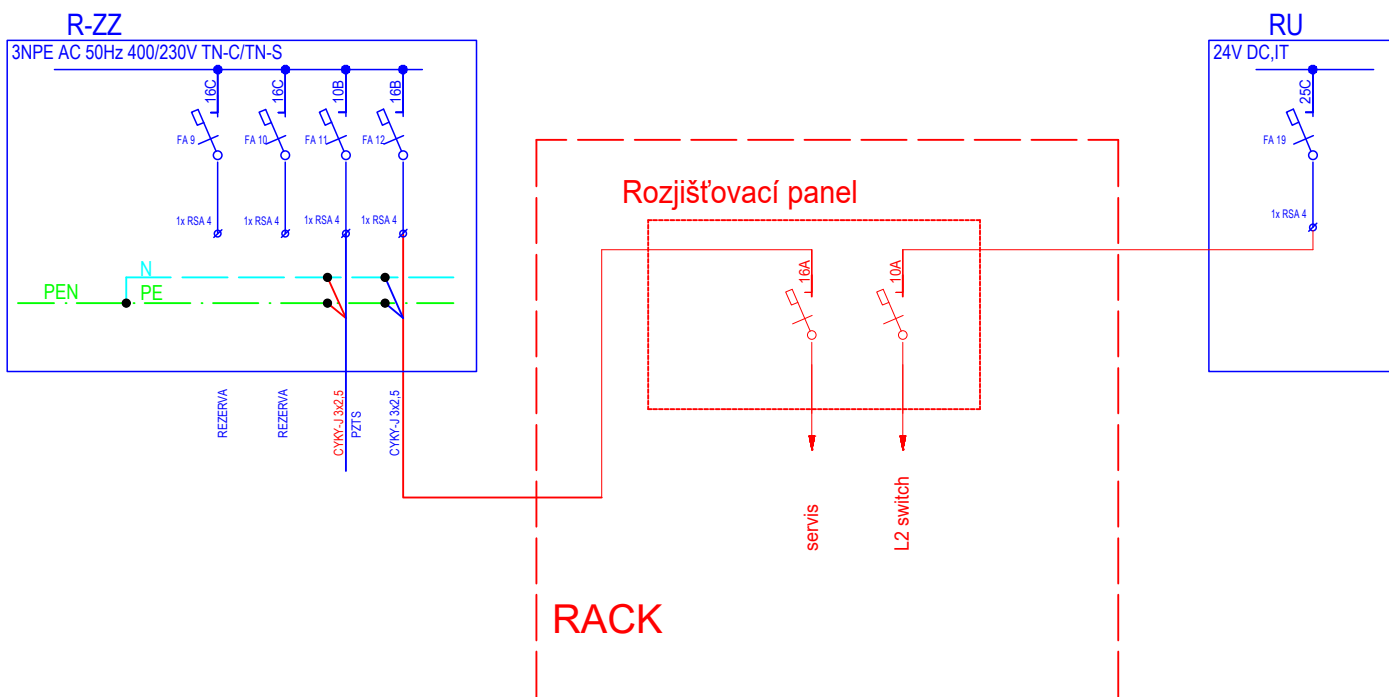 R-ZZ
3NPE AC 50Hz 400/230V TN-C/TN-S
16C
16C
10B
16B
FA 9
FA 10
FA 11
FA 12
1x RSA 4
1x RSA 4
1x RSA 4
1x RSA 4
N
PEN
PE
REZERVA
REZERVA
CYKY-J 3x2,5
PZTS
CYKY-J 3x2,5
Rozjišťovací panel
16A
10A
servis
L2 switch
RACK
RU
24V DC,IT
25C
FA 19
1x RSA 4